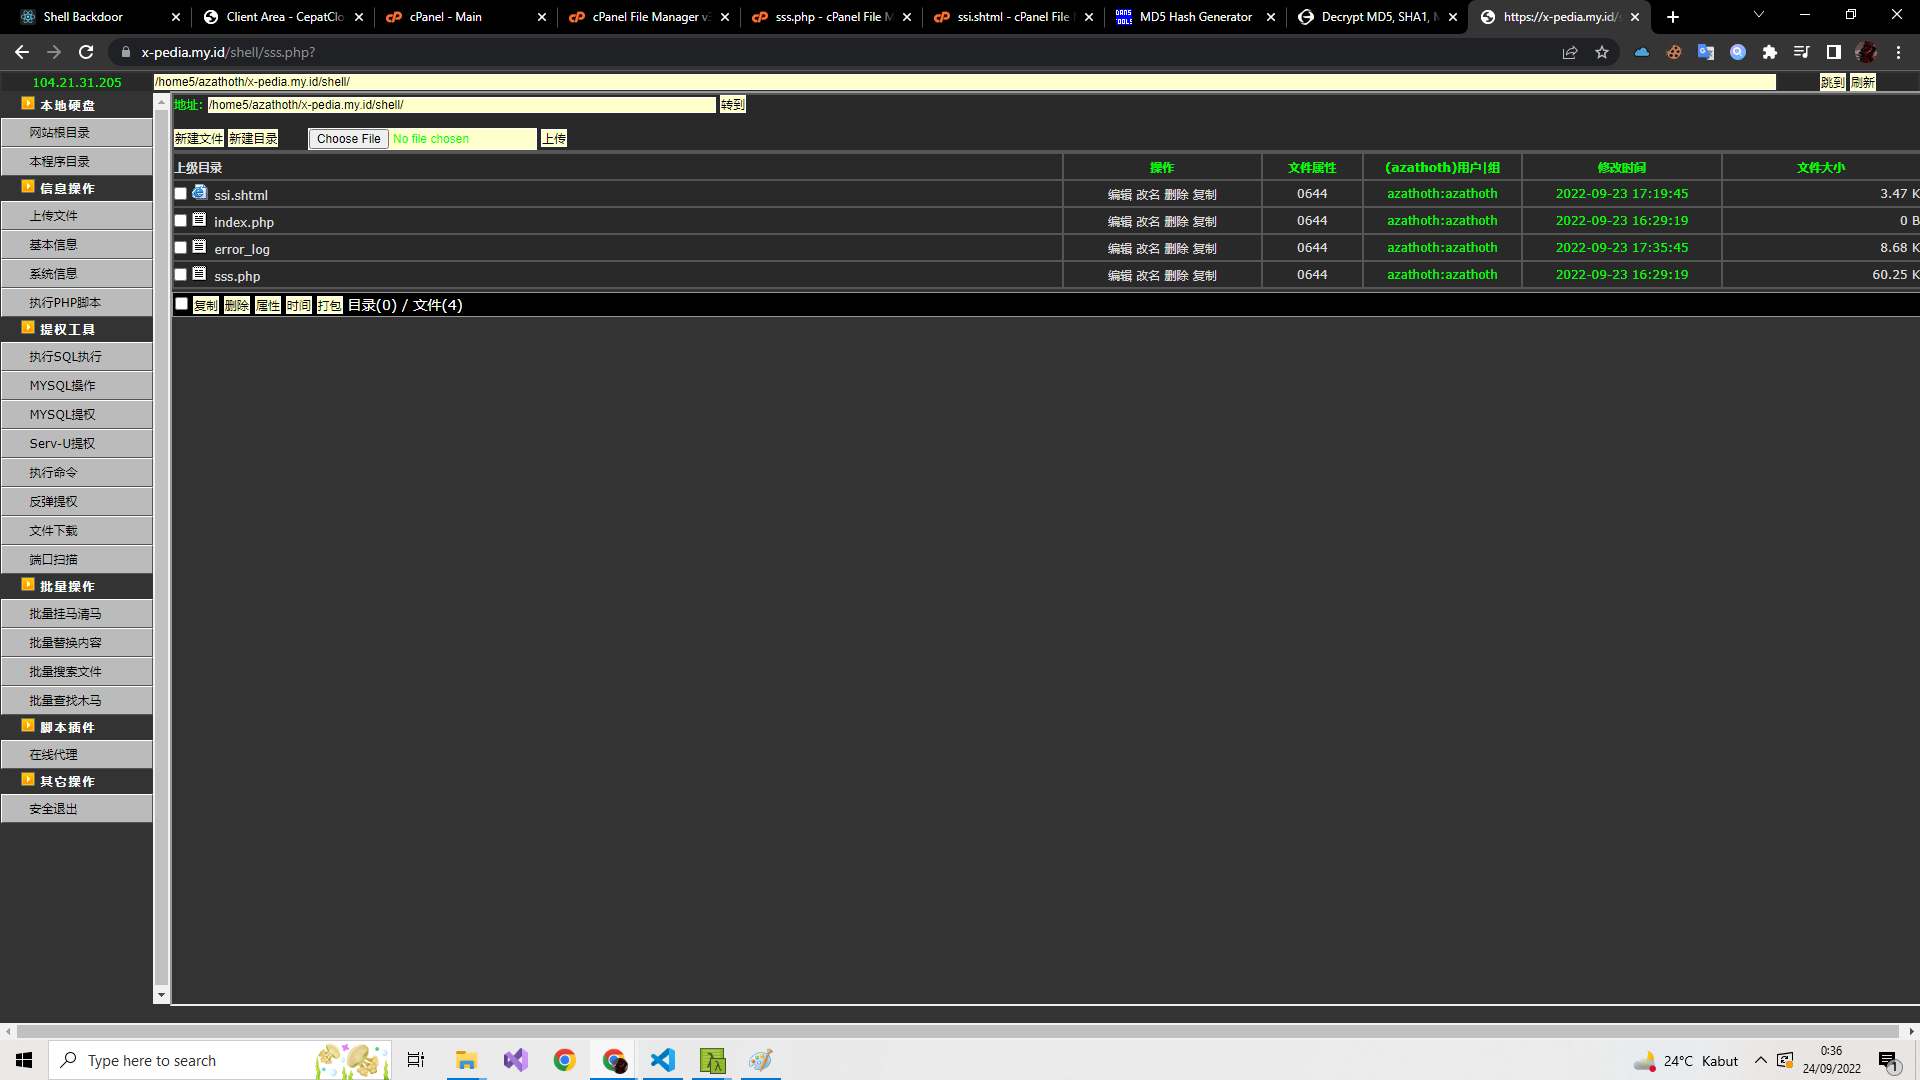 Shell Backdoor
Client Area - CepatClo
cPanel - Main
cPanel File Manager v3
sss.php - cPanel File M
ssi.shtml - cPanel File
MD5 Hash Generator
Decrypt MD5, SHA1, M
https://x-pedia.my.id/s
x-pedia.my.id/shell/sss.php?
104.21.31.205
/home5/azathoth/x-pedia.my.id/shell/
跳到 刷新
本地硬盘
网站根目录
本程序目录
信息操作
上传文件
基本信息
系统信息
执行PHP脚本
提权工具
执行SQL执行
MYSQL操作
MYSQL提权
Serv-U提权
执行命令
反弹提权
文件下载
端口扫描
批量操作
批量挂马清马
批量替换内容
批量搜索文件
批量查找木马
脚本插件
在线代理
其它操作
安全退出
地址: /home5/azathoth/x-pedia.my.id/shell/ 转到
新建文件 新建目录 Choose File No file chosen 上传
上级目录 操作 文件属性 (azathoth)用户|组 修改时间 文件大小
ssi.shtml 编辑 改名 删除 复制 0644 azathoth:azathoth 2022-09-23 17:19:45 3.47 K
index.php 编辑 改名 删除 复制 0644 azathoth:azathoth 2022-09-23 16:29:19 0 B
error_log 编辑 改名 删除 复制 0644 azathoth:azathoth 2022-09-23 17:35:45 8.68 K
sss.php 编辑 改名 删除 复制 0644 azathoth:azathoth 2022-09-23 16:29:19 60.25 K
复制 删除 属性 时间 打包 目录(0) / 文件(4)
Type here to search
24°C Kabut
0:36
24/09/2022
1